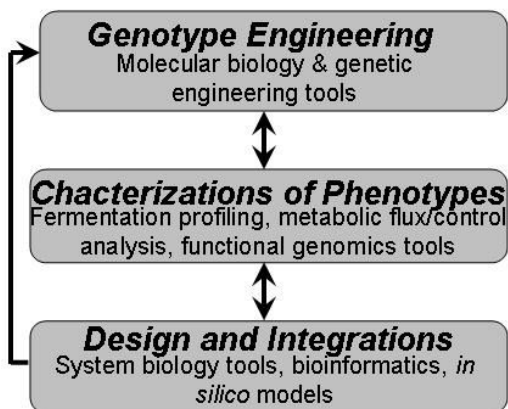 Genotype Engineering
Molecular biology & genetic
engineering tools
Chacterizations of Phenotypes
Fermentation profiling, metabolic flux/control
analysis, functional genomics tools
Design and Integrations
System biology tools, bioinformatics, in
silico models